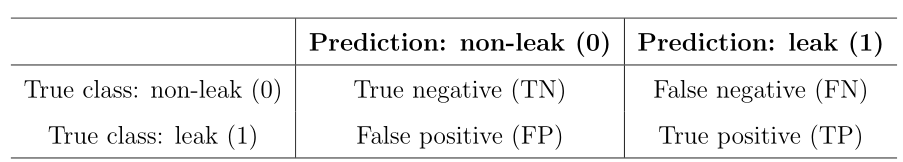 Prediction: non-leak (0) Prediction: leak (1)
True class: non-leak (0) True negative (TN) False negative (FN)
True class: leak (1) False positive (FP) True positive (TP)